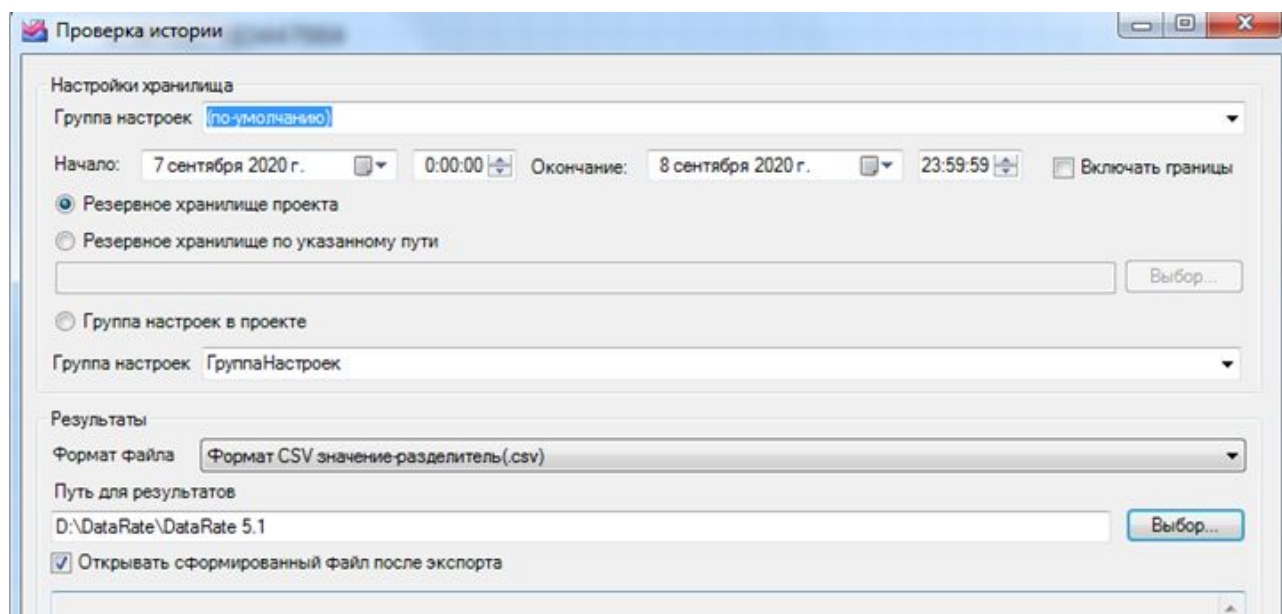 Проверка истории
Настройки хранилища
Группа настроек (по-умолчанию)
Начало: 7 сентября 2020 г. 0:00:00 Окончание: 8 сентября 2020 г. 23:59:59 Включать границы
Резервное хранилище проекта
Резервное хранилище по указанному пути
Выбор...
Группа настроек в проекте
Группа настроек ГруппаНастроек
Результаты
Формат файла Формат CSV значение-разделитель(.csv)
Путь для результатов
D:\DataRate\DataRate 5.1 Выбор...
Открывать сформированный файл после экспорта